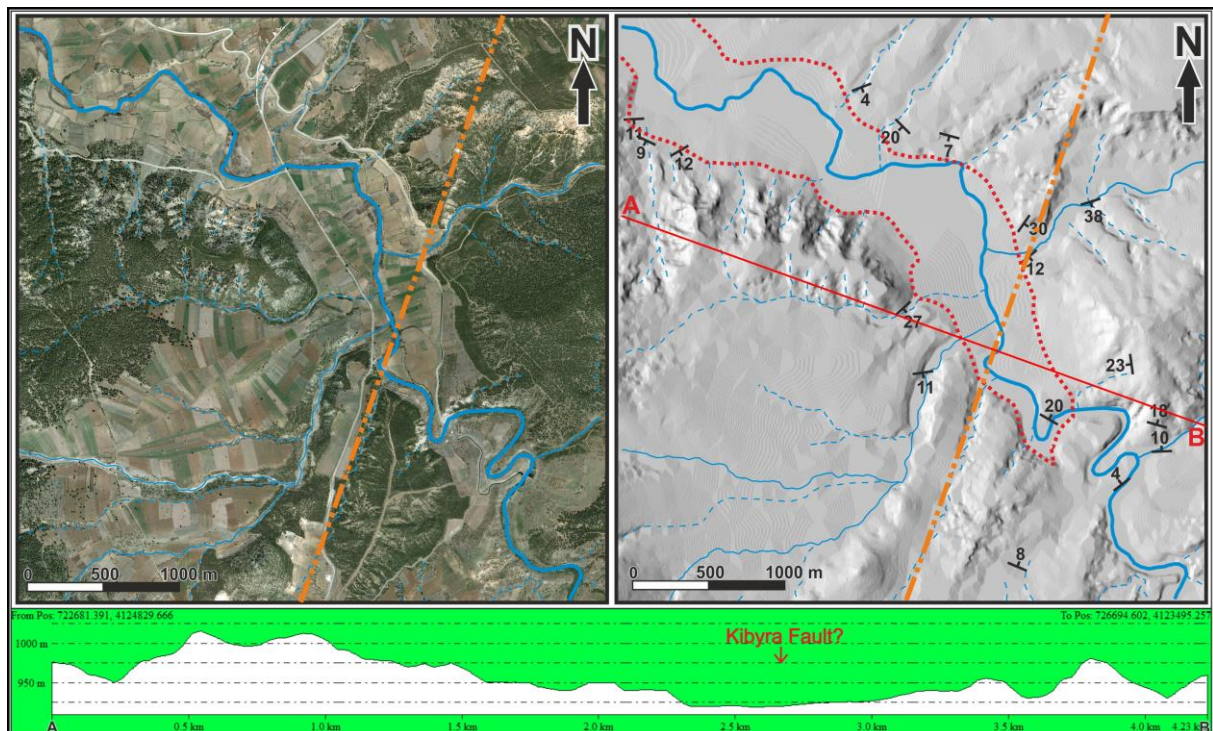 N
0 500 1000 m
N
4
20
7
11
9
12
A
38
30
12
27
11
23
20
18
B
10
4
8
0 500 1000 m
From Pos: 722681.391, 4124829.666
To Pos: 726694.602, 4123495.257
Kibyra Fault?
1000 m
950 m
A
0.5 km
1.0 km
1.5 km
2.0 km
2.5 km
3.0 km
3.5 km
4.0 km
4.23 km
B